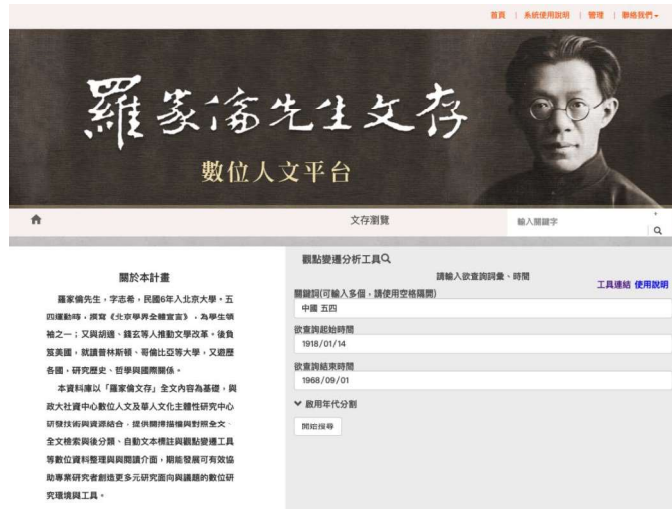 首頁 | 系統使用說明 | 管理 | 聯絡我們
羅家倫先生文存
數位人文平台
文存瀏覽
輸入關鍵字
關於本計畫
羅家倫先生，字志希，民國6年入北京大學。五
四運動時，撰寫《北京學界全體宣言》，為學生領
袖之一；又與胡適、錢玄等人推動文學改革。後負
笈美國，就讀普林斯頓、哥倫比亞等大學，又遊歷
各國，研究歷史、哲學與國際關係。
本資料庫以「羅家倫文存」全文內容為基礎，與
政大社資中心數位人文及華人文化主體性研究中心
研發技術與資源結合，提供關掃描檔與對照全文、
全文檢索與後分類、自動文本標註與觀點變遷工具
等數位資料整理與與閱讀介面，期能發展可有效協
助專業研究者創造更多元研究面向與議題的數位研
究環境與工具。
觀點變遷分析工具
請輸入欲查詢詞彙、時間
工具連結 使用說明
關鍵詞(可輸入多個，請使用空格隔開)
中國 五四
欲查詢起始時間
1918/01/14
欲查詢結束時間
1968/09/01
啟用年代分割
開始搜尋